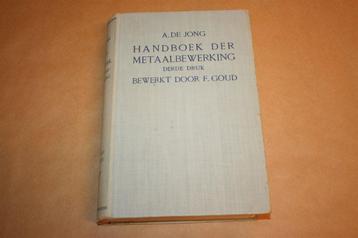 A. DE JONG
HANDBOEK DER
METAALBEWERKING
DERDE DRUK
BEWERKT DOOR F. GOUD